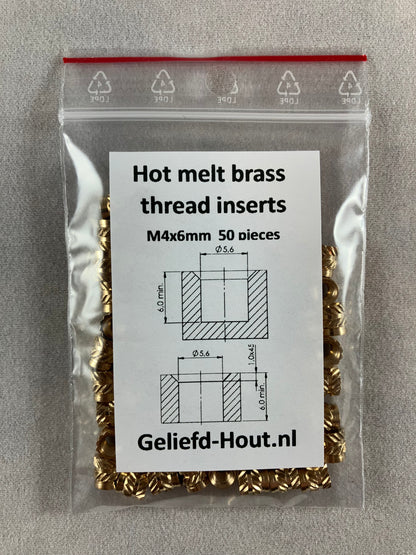 LDPE LDPE LDPE LDPE LDPE
Hot melt brass
thread inserts
M4x6mm 50 pieces
Ø5.6
6.0 min.
Ø5.6
1.0x45
6.0 min.
Geliefd-Hout.nl